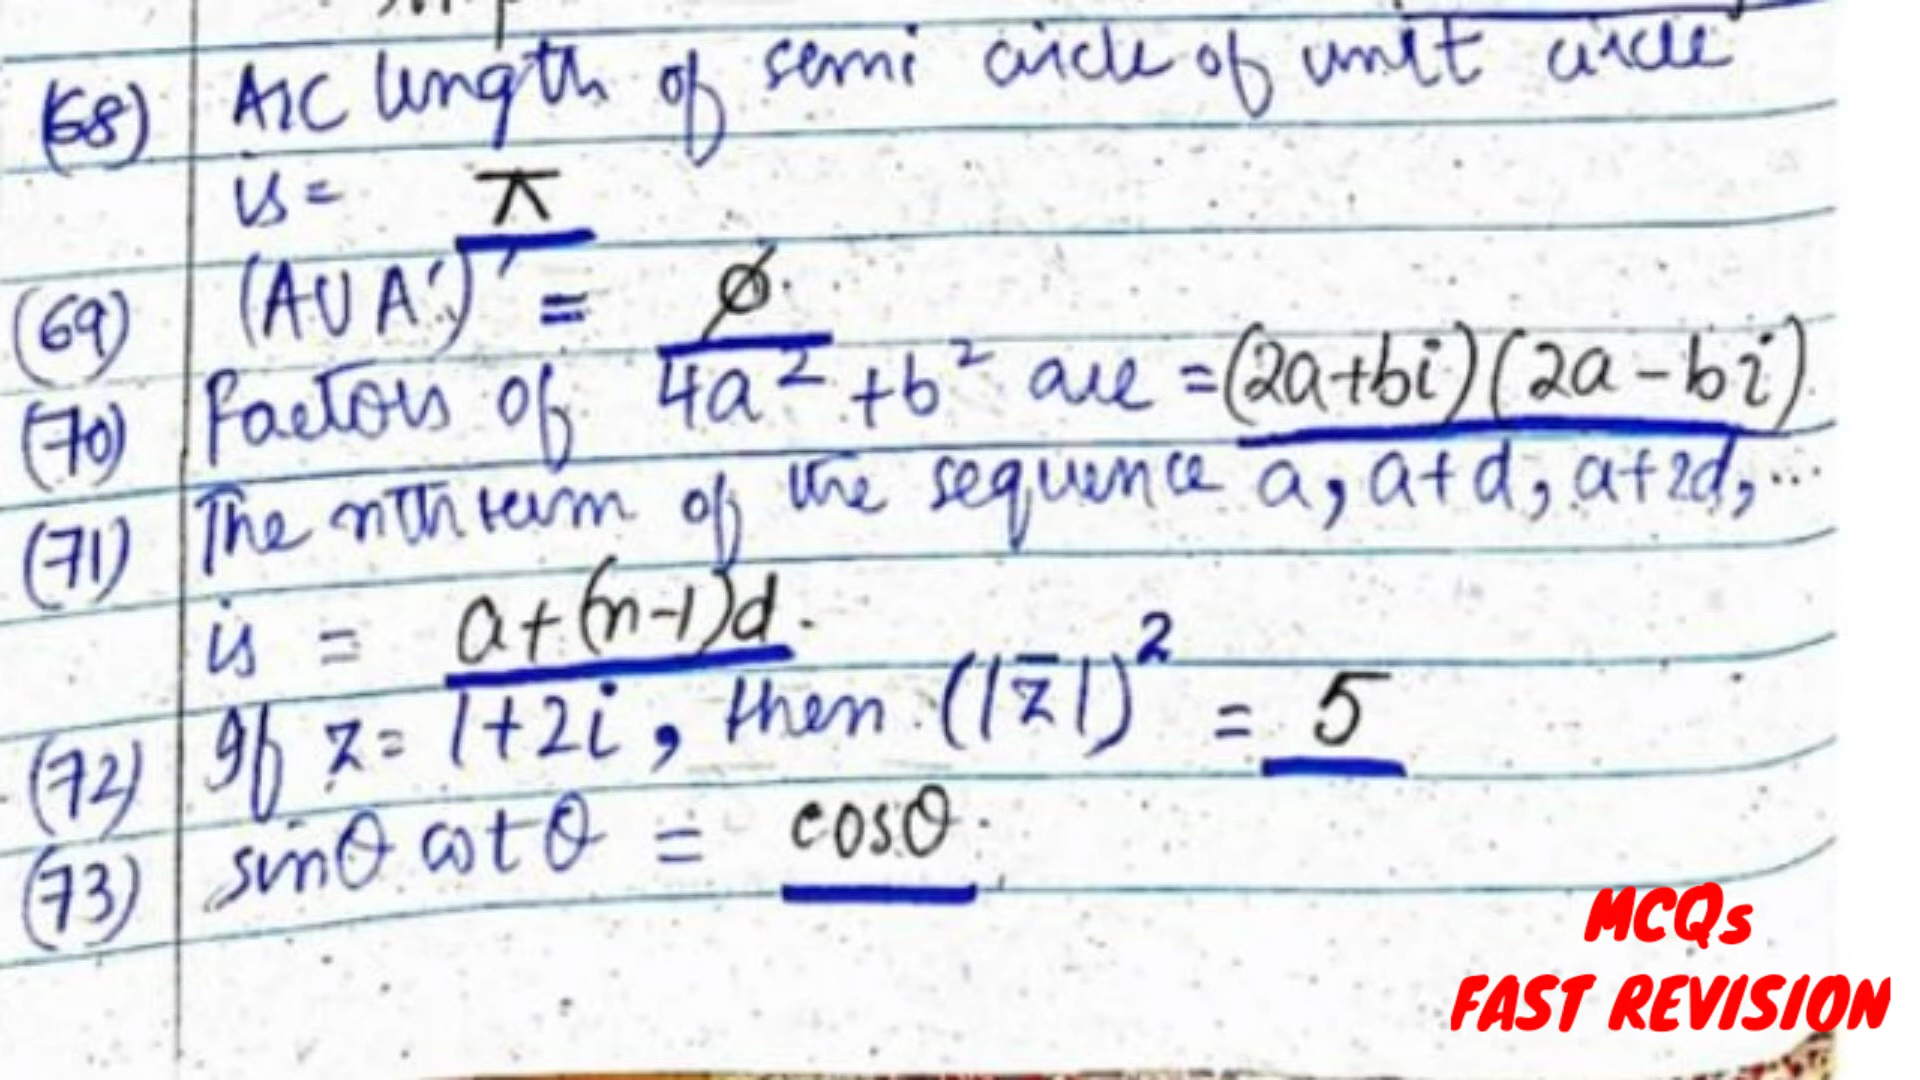 (68) Arc length of semi circle of unit circle
is = π
(69) (A∪A')' = ∅.
(70) Factors of 4a² + b² are = (2a+bi)(2a-bi)
(71) The nth term of the sequence a, a+d, a+2d, ...
is = a+(n-1)d.
(72) If z = 1+2i, then (|z̄|)² = 5
(73) sinθ cotθ = cosθ.
MCQs
FAST REVISION